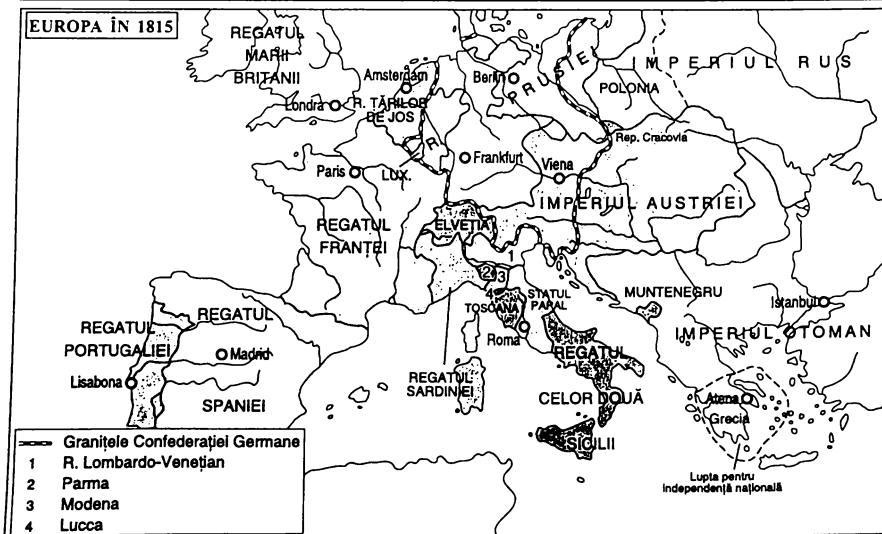 EUROPA ÎN 1815
REGATUL
MARII
BRITANII
Londra
Amsterdam
R. ȚĂRILOR
DE JOS
Berlin
PRUSIEI
IMPERIUL RUS
POLONIA
Rep. Cracovia
Paris
LUX.
R.
Frankfurt
Viena
IMPERIUL AUSTRIEI
REGATUL
FRANȚEI
ELVEȚIA
1
2
3
4
TOSCANA
STATUL
PAPAL
Roma
MUNTENEGRU
Istanbul
IMPERIUL OTOMAN
REGATUL
PORTUGALIEI
Lisabona
REGATUL
Madrid
SPANIEI
REGATUL
SARDINIEI
REGATUL
CELOR DOUĂ
SICILII
Atena
Grecia
Lupta pentru
independență națională
Granițele Confederației Germane
1 R. Lombardo-Venețian
2 Parma
3 Modena
4 Lucca